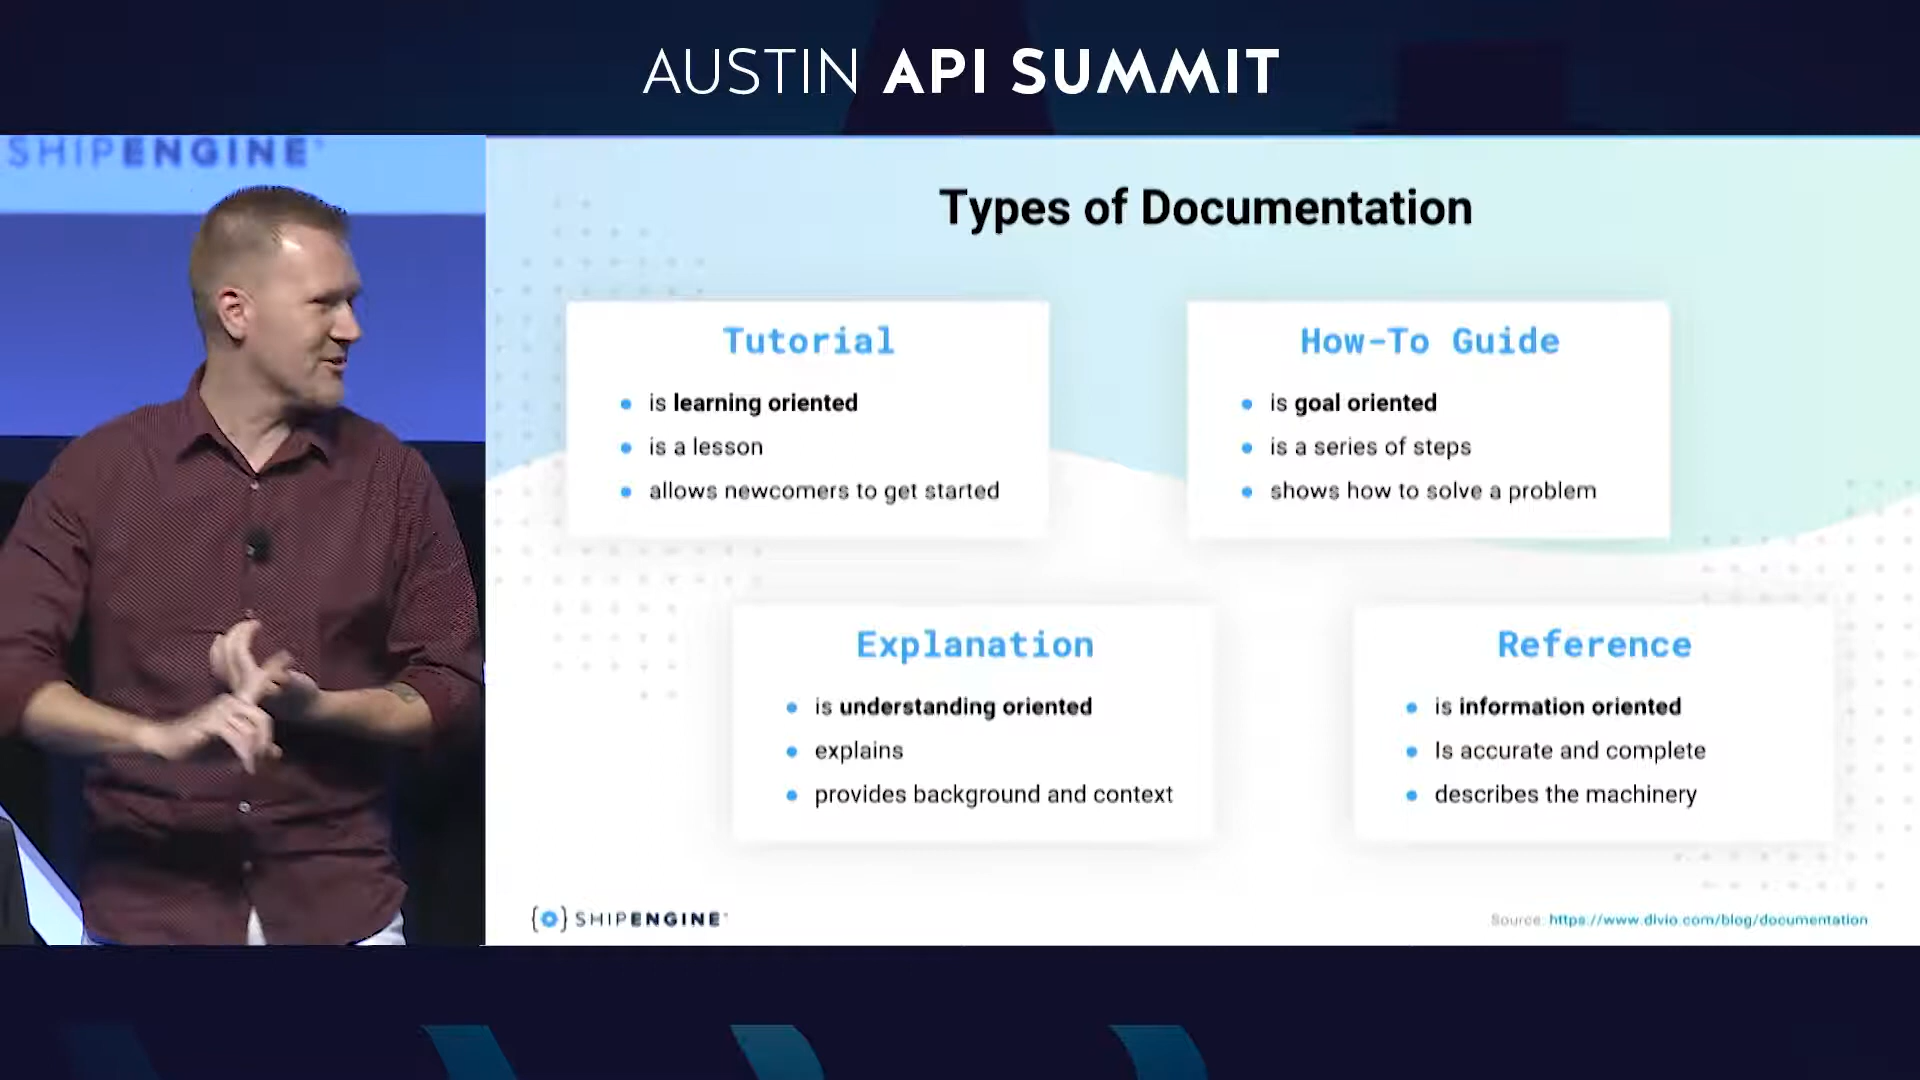 AUSTIN API SUMMIT
SHIPENGINE
Types of Documentation
Tutorial
is learning oriented
is a lesson
allows newcomers to get started
How-To Guide
is goal oriented
is a series of steps
shows how to solve a problem
Explanation
is understanding oriented
explains
provides background and context
Reference
is information oriented
Is accurate and complete
describes the machinery
{ } SHIPENGINE
Source: https://www.divio.com/blog/documentation